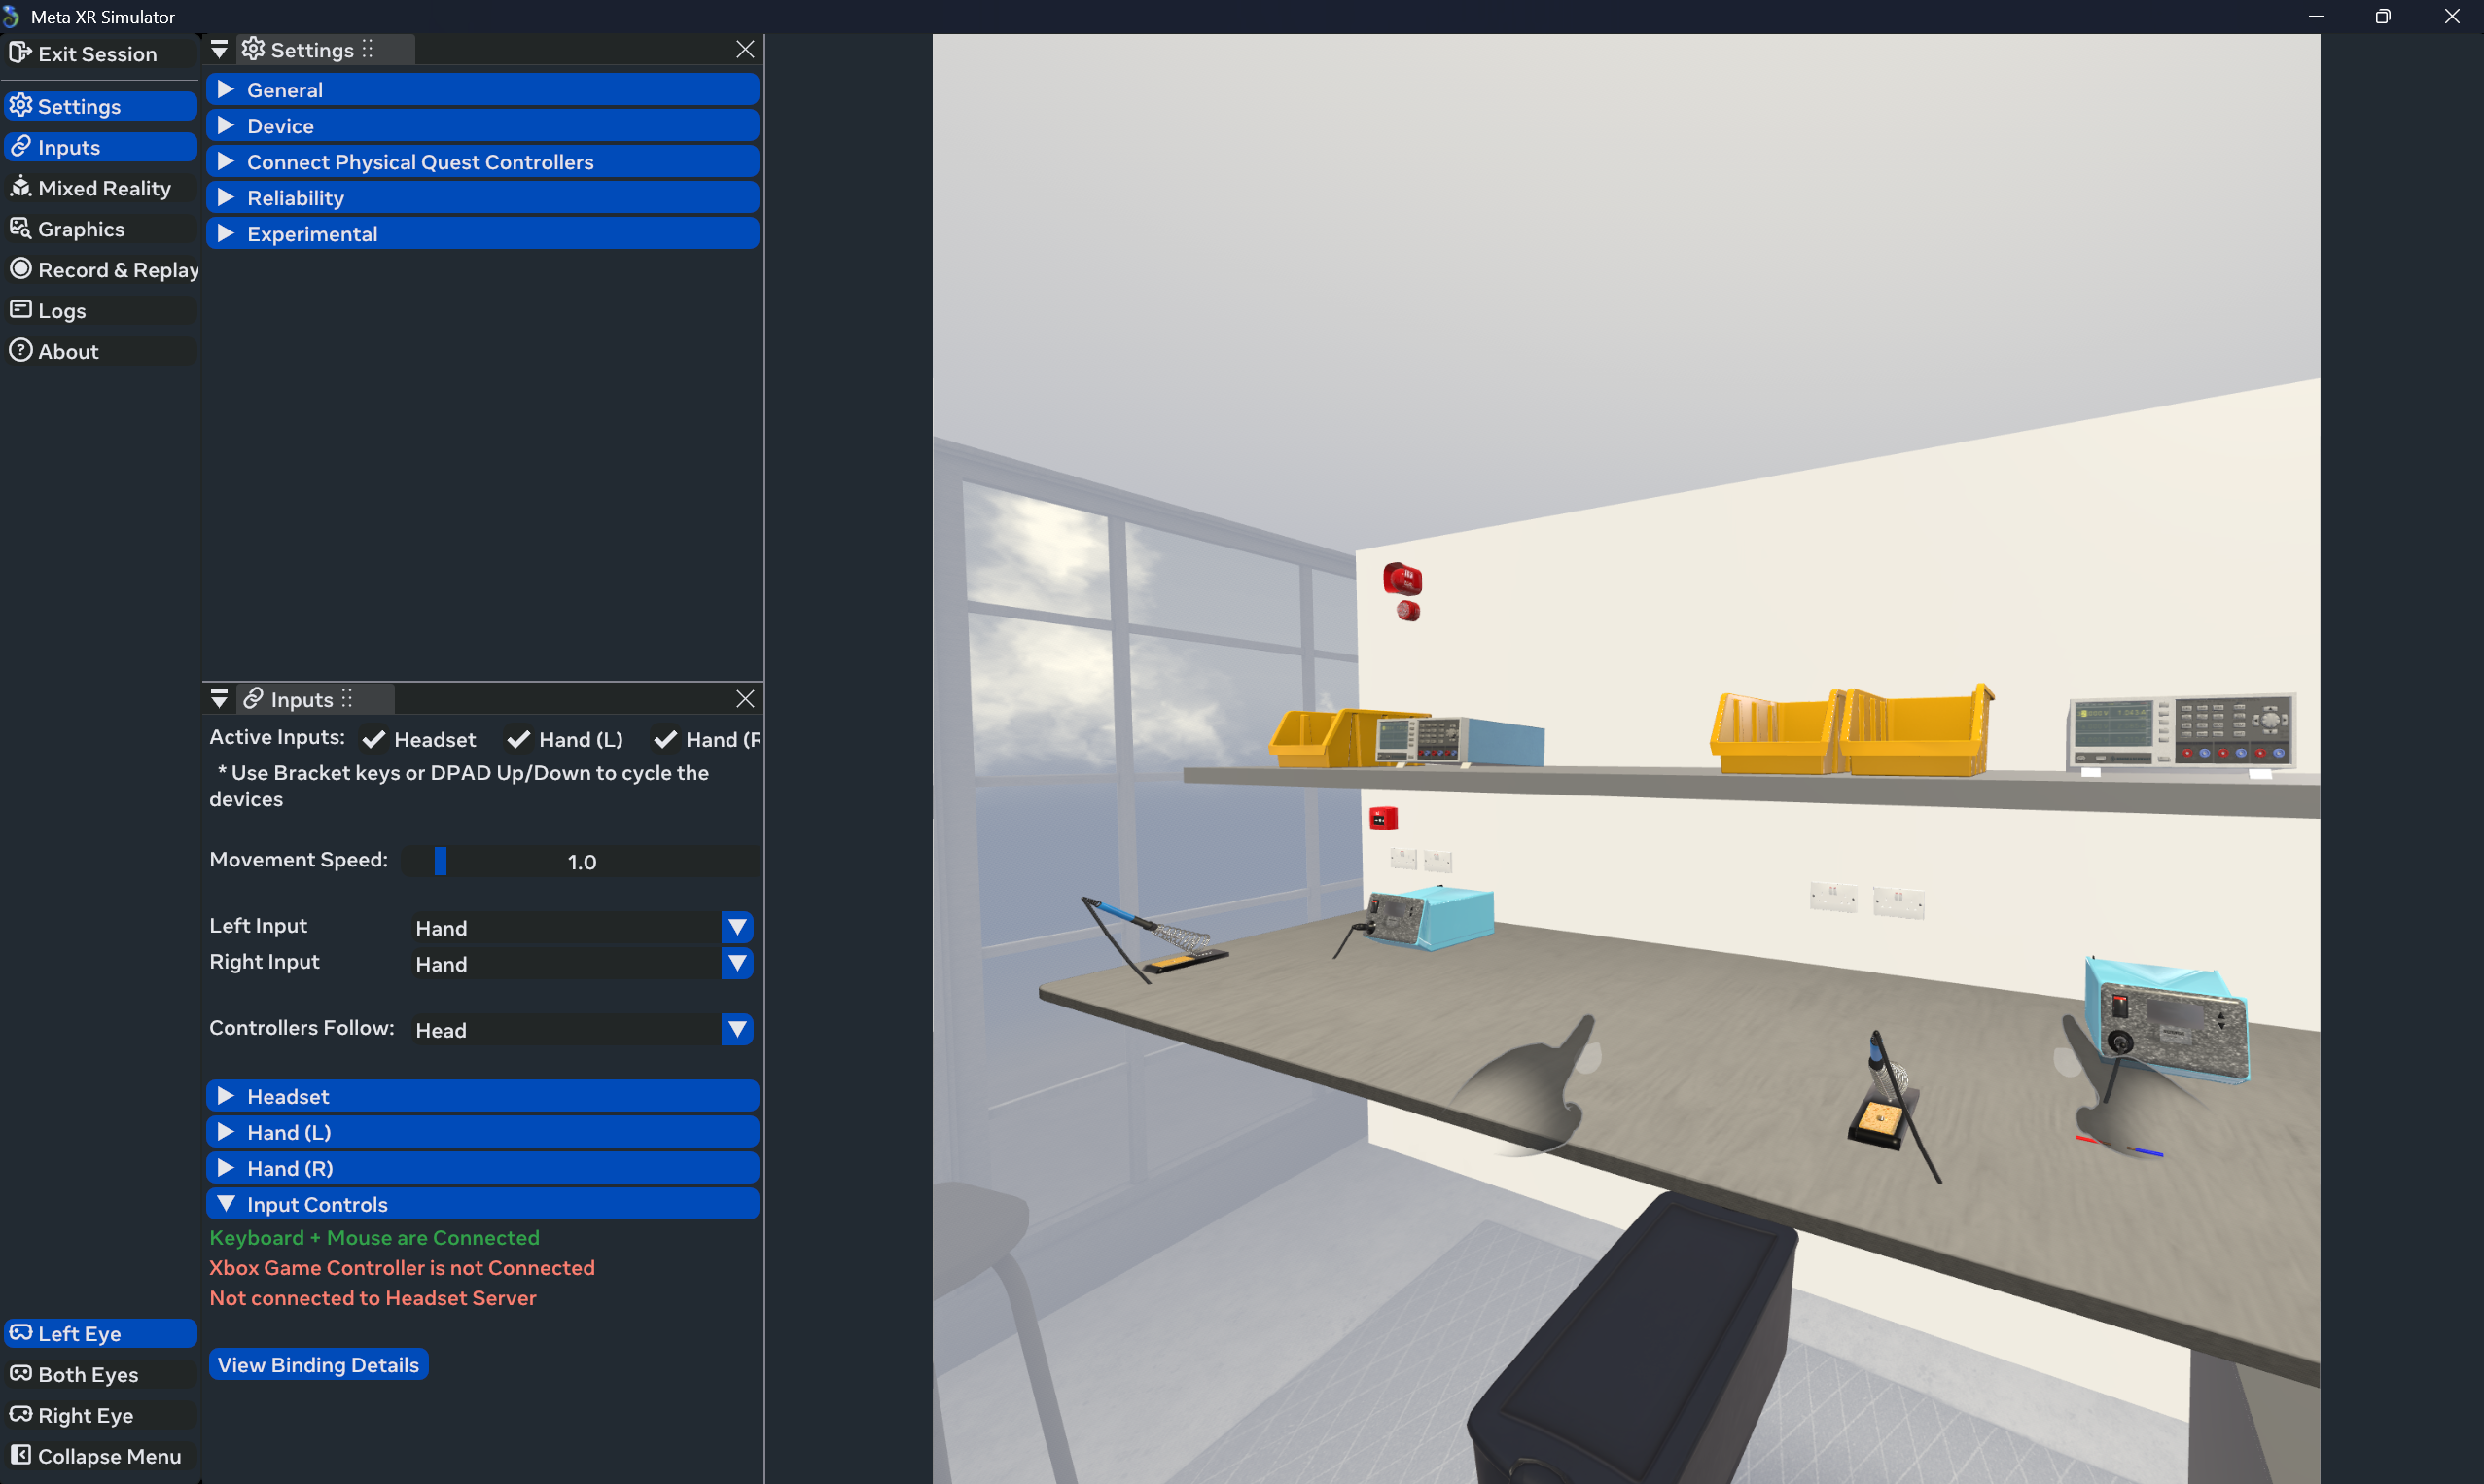 Meta XR Simulator
Exit Session
Settings
Inputs
Mixed Reality
Graphics
Record & Replay
Logs
About
Left Eye
Both Eyes
Right Eye
Collapse Menu
Settings
General
Device
Connect Physical Quest Controllers
Reliability
Experimental
Inputs
Active Inputs: Headset Hand (L) Hand (R
* Use Bracket keys or DPAD Up/Down to cycle the
devices
Movement Speed: 1.0
Left Input Hand
Right Input Hand
Controllers Follow: Head
Headset
Hand (L)
Hand (R)
Input Controls
Keyboard + Mouse are Connected
Xbox Game Controller is not Connected
Not connected to Headset Server
View Binding Details